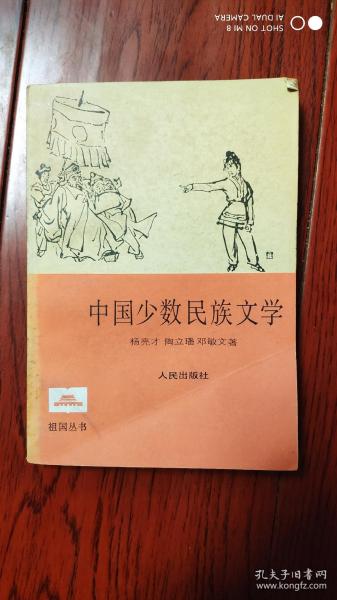 SHOT ON MI 8
AI DUAL CAMERA
中国少数民族文学
杨亮才 陶立璠 邓敏文著
人民出版社
祖国丛书
孔夫子旧书网
www.kongfz.com